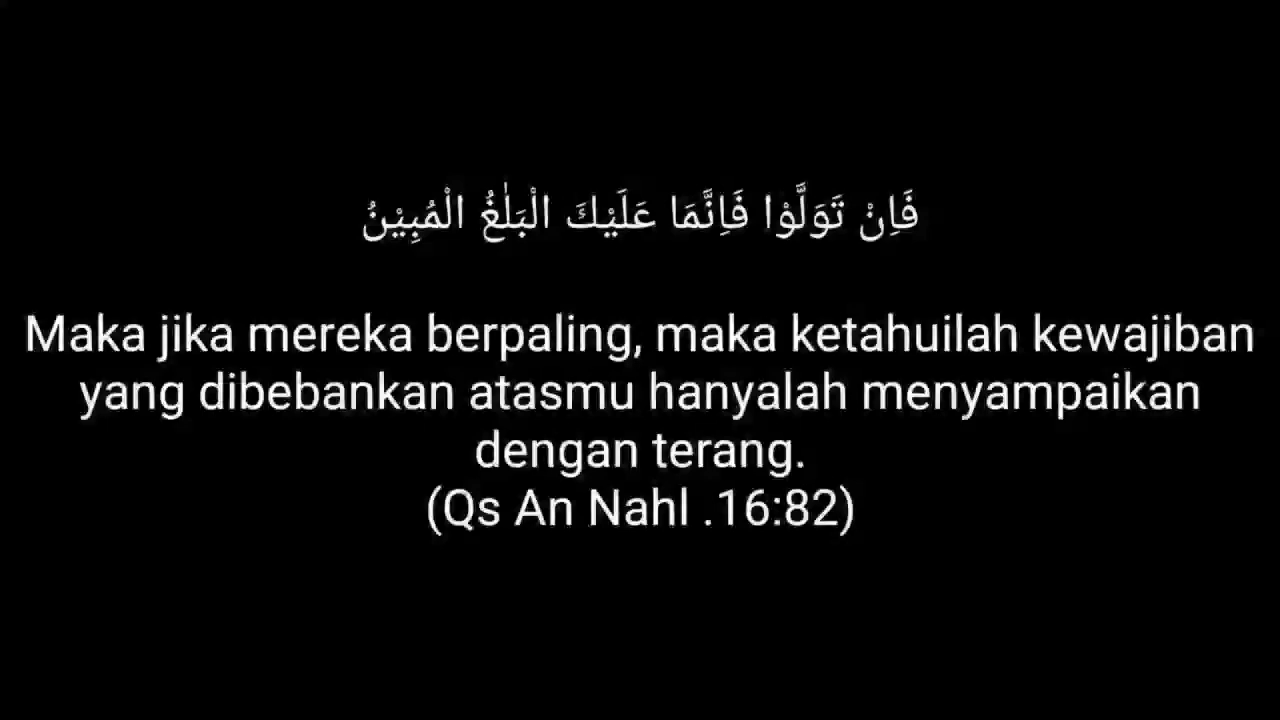 فَاِنْ تَوَلَّوْا فَاِنَّمَا عَلَيْكَ الْبَلٰغُ الْمُبِيْنُ
Maka jika mereka berpaling, maka ketahuilah kewajiban
yang dibebankan atasmu hanyalah menyampaikan
dengan terang.
(Qs An Nahl .16:82)